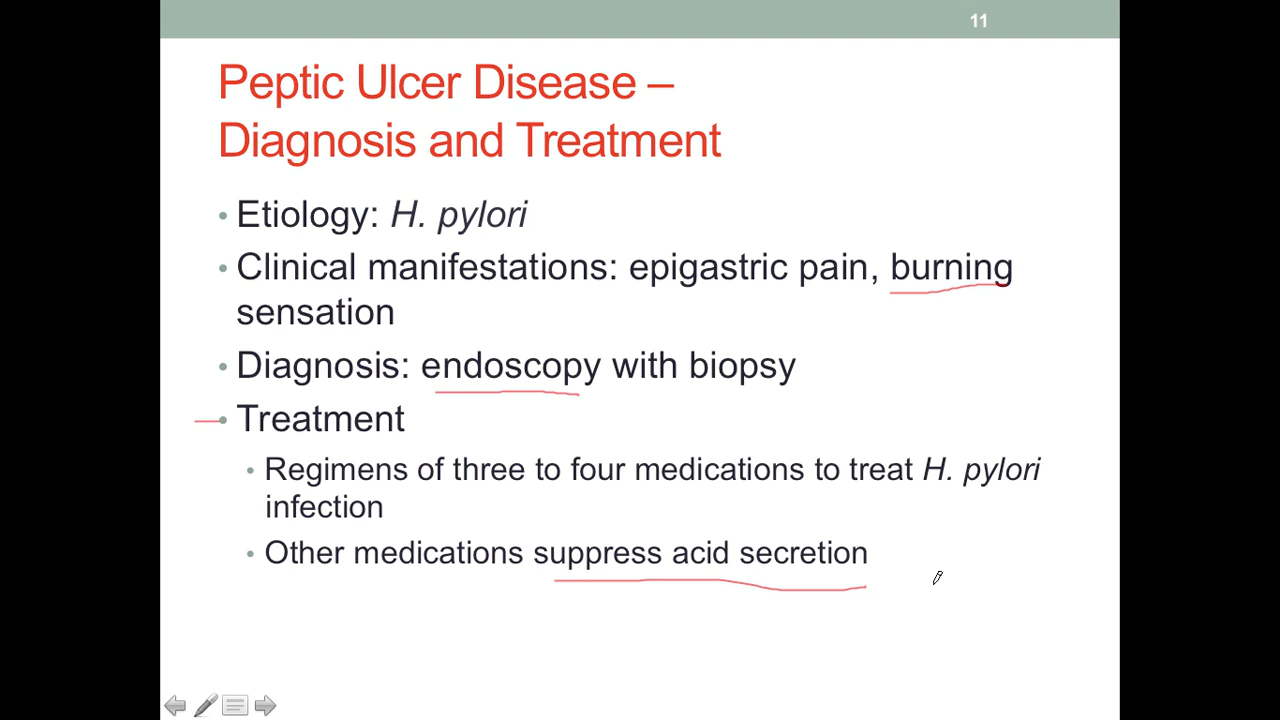 11
Peptic Ulcer Disease –
Diagnosis and Treatment
• Etiology: H. pylori
• Clinical manifestations: epigastric pain, burning
sensation
• Diagnosis: endoscopy with biopsy
• Treatment
• Regimens of three to four medications to treat H. pylori
infection
• Other medications suppress acid secretion